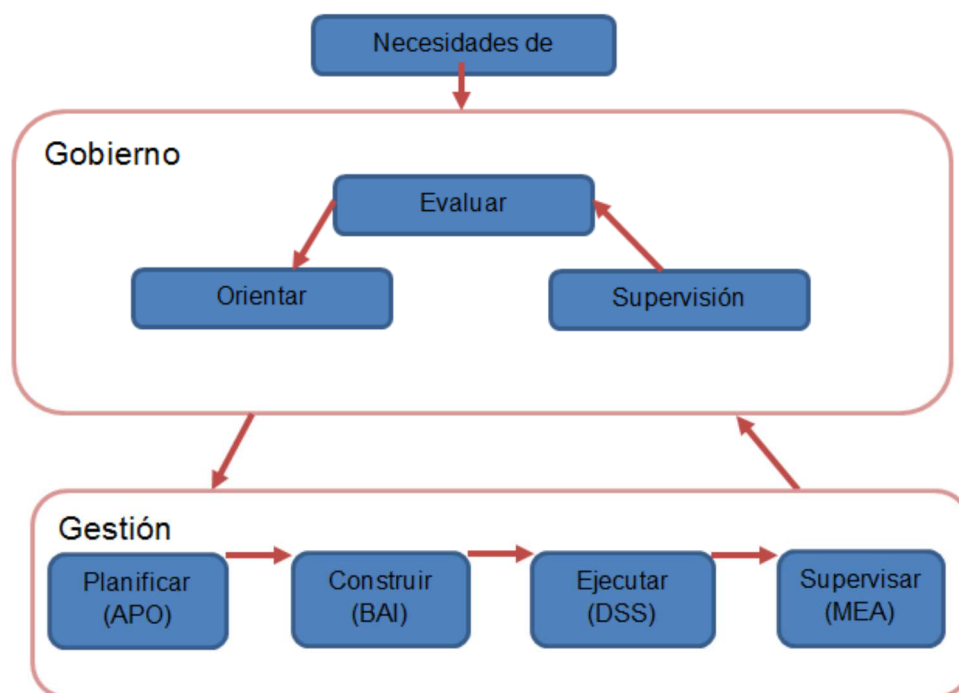 Necesidades de
Gobierno
Evaluar
Orientar
Supervisión
Gestión
Planificar
(APO)
Construir
(BAI)
Ejecutar
(DSS)
Supervisar
(MEA)